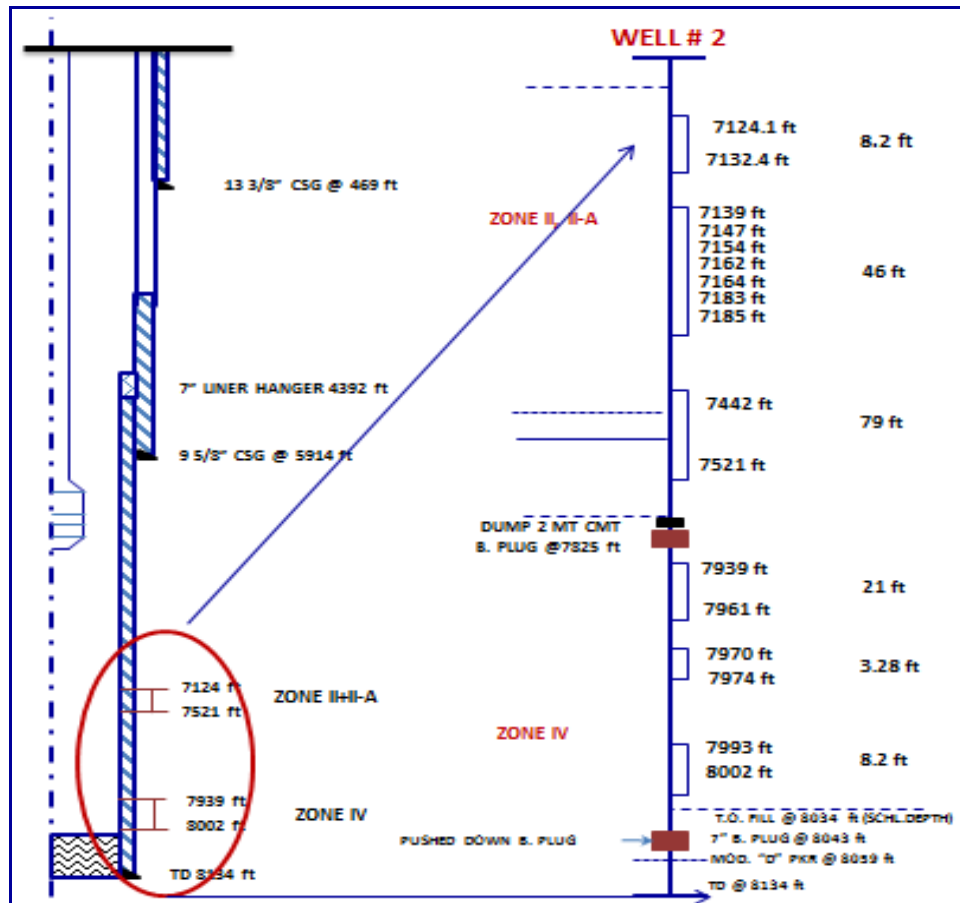 WELL # 2
7124.1 ft
8.2 ft
7132.4 ft
13 3/8" CSG @ 469 ft
ZONE II, II-A
7139 ft
7147 ft
7154 ft
7162 ft
7164 ft
7183 ft
7185 ft
46 ft
7" LINER HANGER 4392 ft
7442 ft
79 ft
9 5/8" CSG @ 5914 ft
7521 ft
DUMP 2 MT CMT
B. PLUG @7825 ft
7939 ft
21 ft
7961 ft
7970 ft
3.28 ft
7974 ft
7124 ft
ZONE II+II-A
7521 ft
ZONE IV
7993 ft
8.2 ft
8002 ft
7939 ft
ZONE IV
8002 ft
T.O. FILL @ 8034 ft (SCHL.DEPTH)
PUSHED DOWN B. PLUG
7" B. PLUG @ 8043 ft
MOD. "D" PKR @ 8059 ft
TD 8134 ft
TD @ 8134 ft